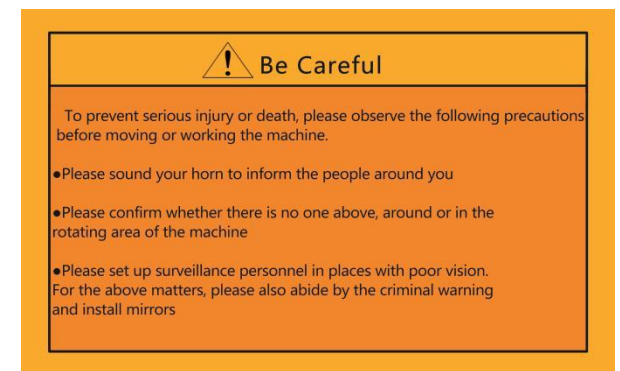 Be Careful
To prevent serious injury or death, please observe the following precautions
before moving or working the machine.
●Please sound your horn to inform the people around you
●Please confirm whether there is no one above, around or in the
rotating area of the machine
●Please set up surveillance personnel in places with poor vision.
For the above matters, please also abide by the criminal warning
and install mirrors